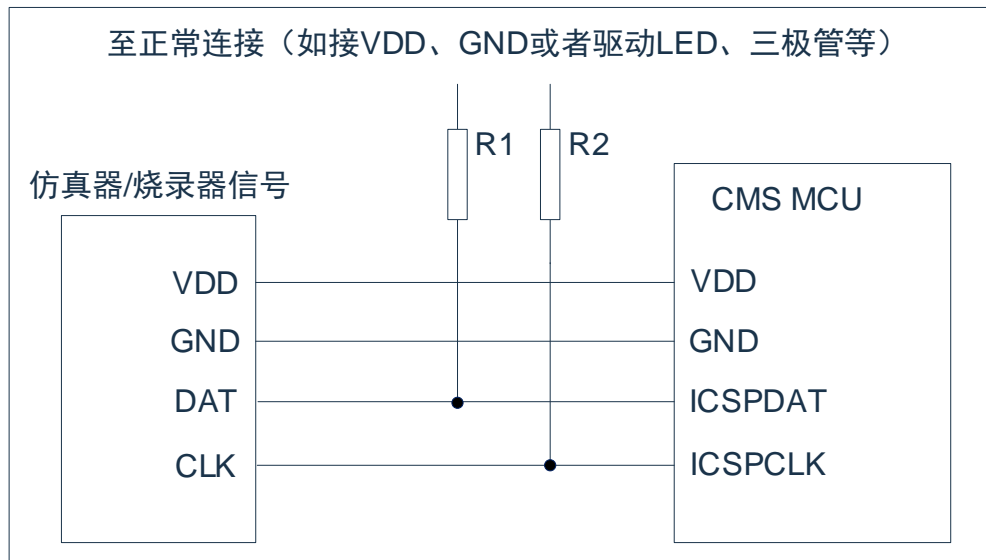 至正常连接（如接VDD、GND或者驱动LED、三极管等）
R1
R2
仿真器/烧录器信号
CMS MCU
VDD
VDD
GND
GND
DAT
ICSPDAT
CLK
ICSPCLK